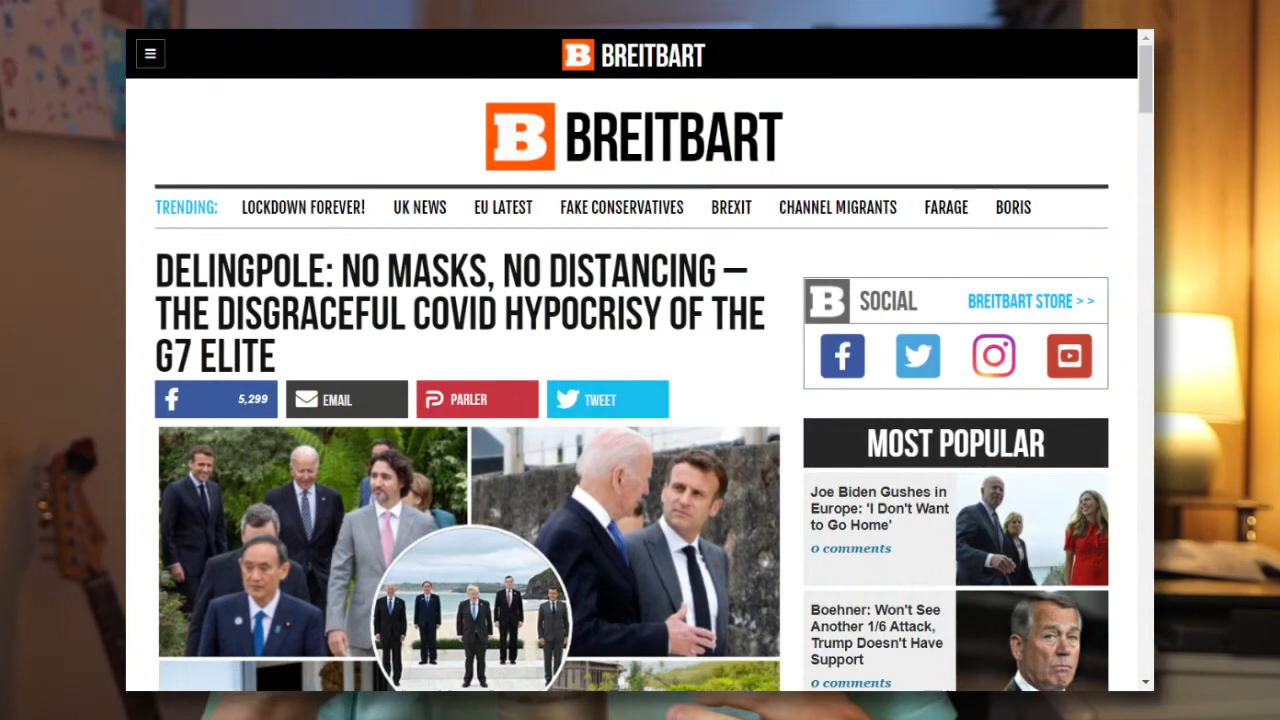 BREITBART
BREITBART
TRENDING: LOCKDOWN FOREVER! UK NEWS EU LATEST FAKE CONSERVATIVES BREXIT CHANNEL MIGRANTS FARAGE BORIS
DELINGPOLE: NO MASKS, NO DISTANCING –
THE DISGRACEFUL COVID HYPOCRISY OF THE
G7 ELITE
5,299 EMAIL PARLER TWEET
B SOCIAL BREITBART STORE > >
MOST POPULAR
Joe Biden Gushes in
Europe: 'I Don't Want
to Go Home'
0 comments
Boehner: Won't See
Another 1/6 Attack,
Trump Doesn't Have
Support
0 comments